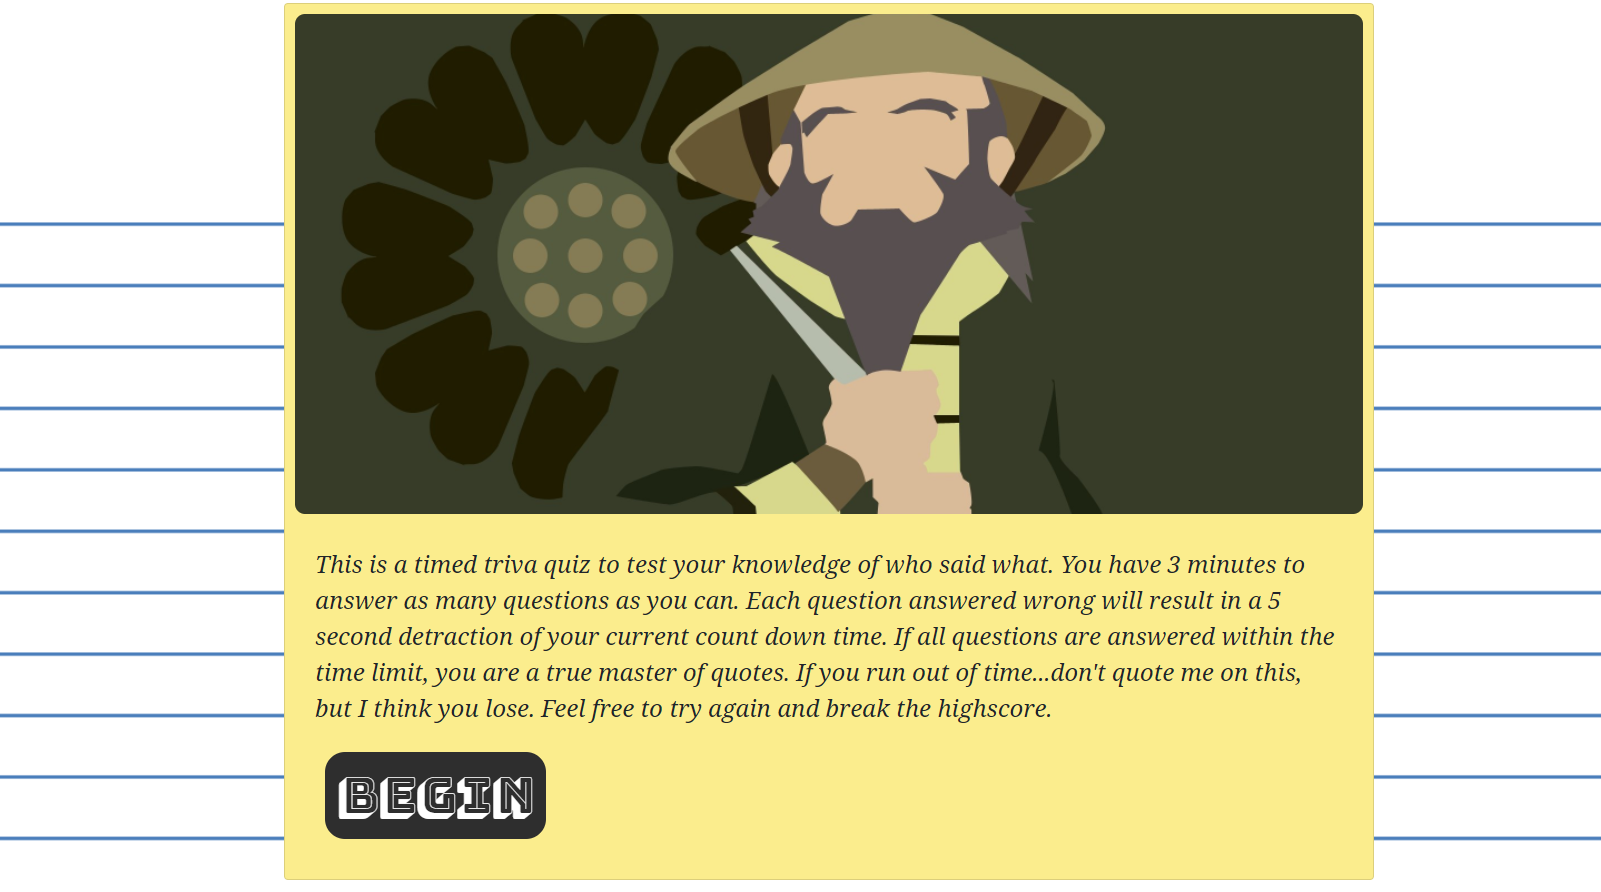 This is a timed triva quiz to test your knowledge of who said what. You have 3 minutes to
answer as many questions as you can. Each question answered wrong will result in a 5
second detraction of your current count down time. If all questions are answered within the
time limit, you are a true master of quotes. If you run out of time...don't quote me on this,
but I think you lose. Feel free to try again and break the highscore.
BEGIN